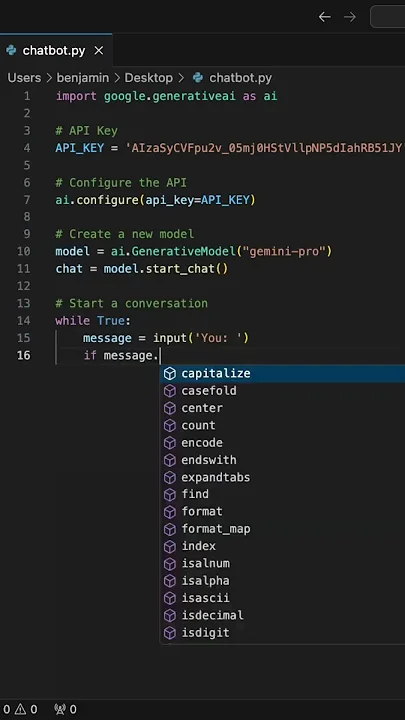 chatbot.py
Users > benjamin > Desktop > chatbot.py
1 import google.generativeai as ai
2
3 # API Key
4 API_KEY = 'AIzaSyCVFpu2v_05mj0HStVllpNP5dIahRB51JY
5
6 # Configure the API
7 ai.configure(api_key=API_KEY)
8
9 # Create a new model
10 model = ai.GenerativeModel("gemini-pro")
11 chat = model.start_chat()
12
13 # Start a conversation
14 while True:
15 message = input('You: ')
16 if message.
capitalize
casefold
center
count
encode
endswith
expandtabs
find
format
format_map
index
isalnum
isalpha
isascii
isdecimal
isdigit
0 0 0